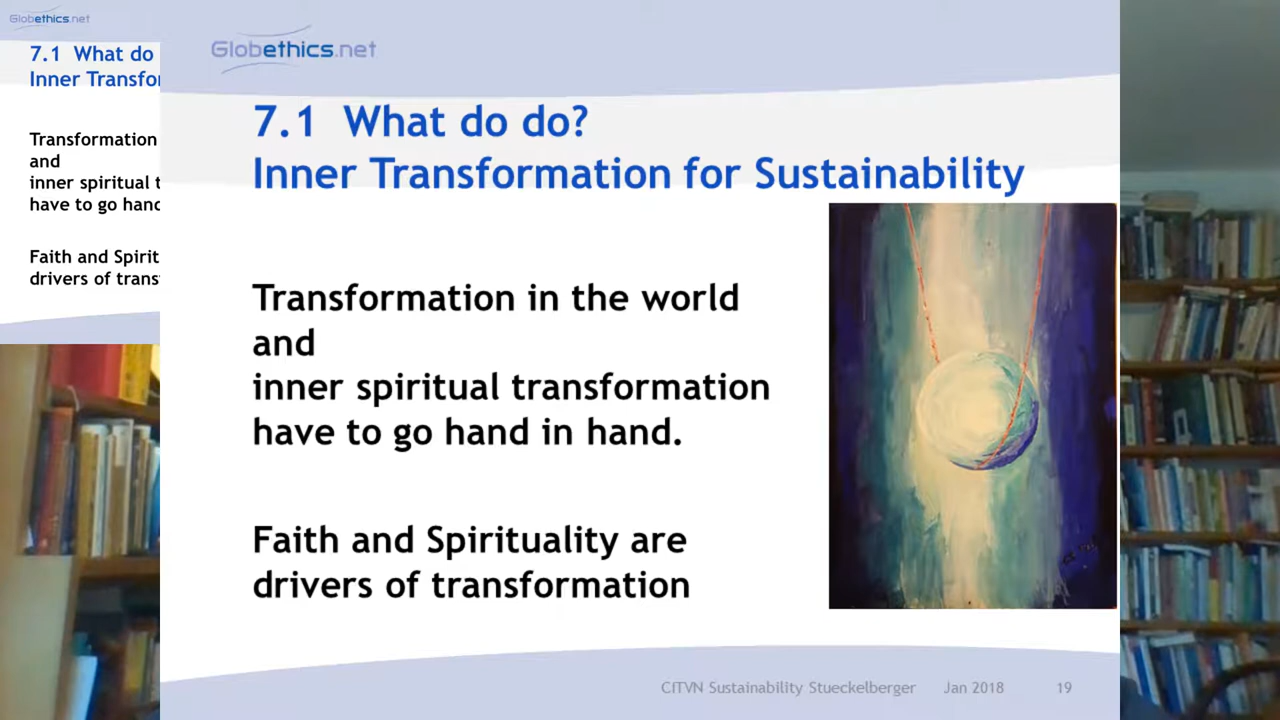 Globethics.net
7.1 What do
Inner Transfo
Transformation
and
inner spiritual t
have to go hand
Faith and Spirit
drivers of trans
Globethics.net
7.1 What do do?
Inner Transformation for Sustainability
Transformation in the world
and
inner spiritual transformation
have to go hand in hand.
Faith and Spirituality are
drivers of transformation
CJTVN Sustainability Stueckelberger Jan 2018 19